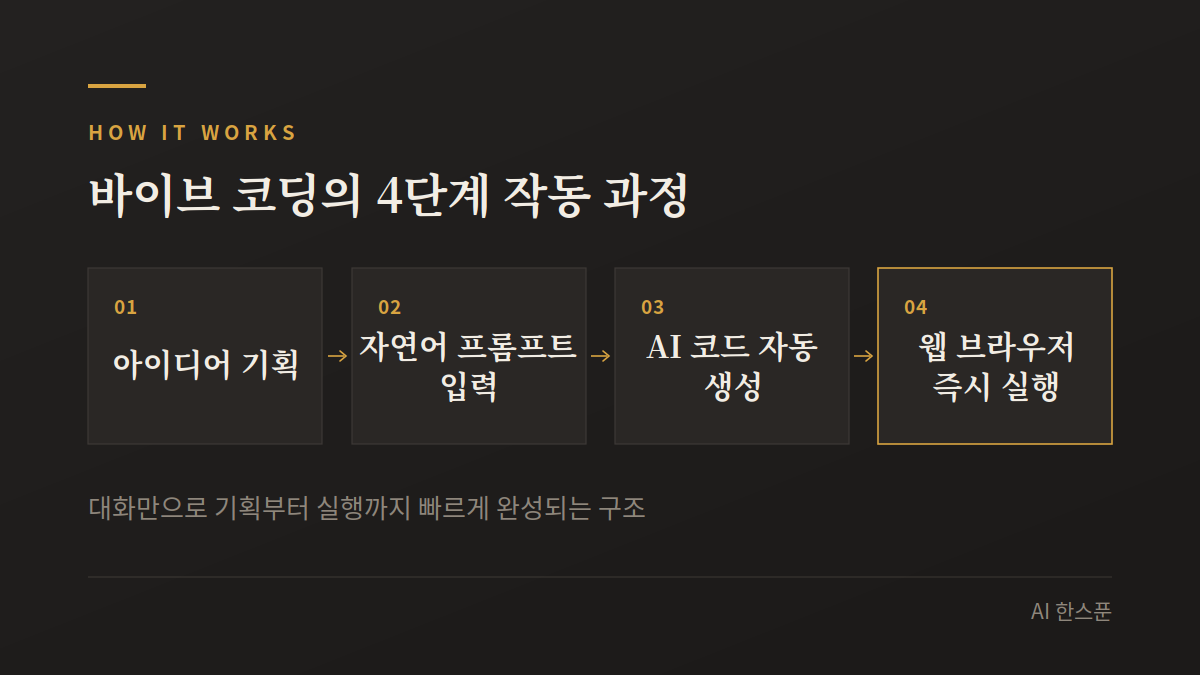 HOW IT WORKS
바이브 코딩의 4단계 작동 과정
01
아이디어 기획
→
02
자연어 프롬프트
입력
→
03
AI 코드 자동
생성
→
04
웹 브라우저
즉시 실행
대화만으로 기획부터 실행까지 빠르게 완성되는 구조
AI 한스푼